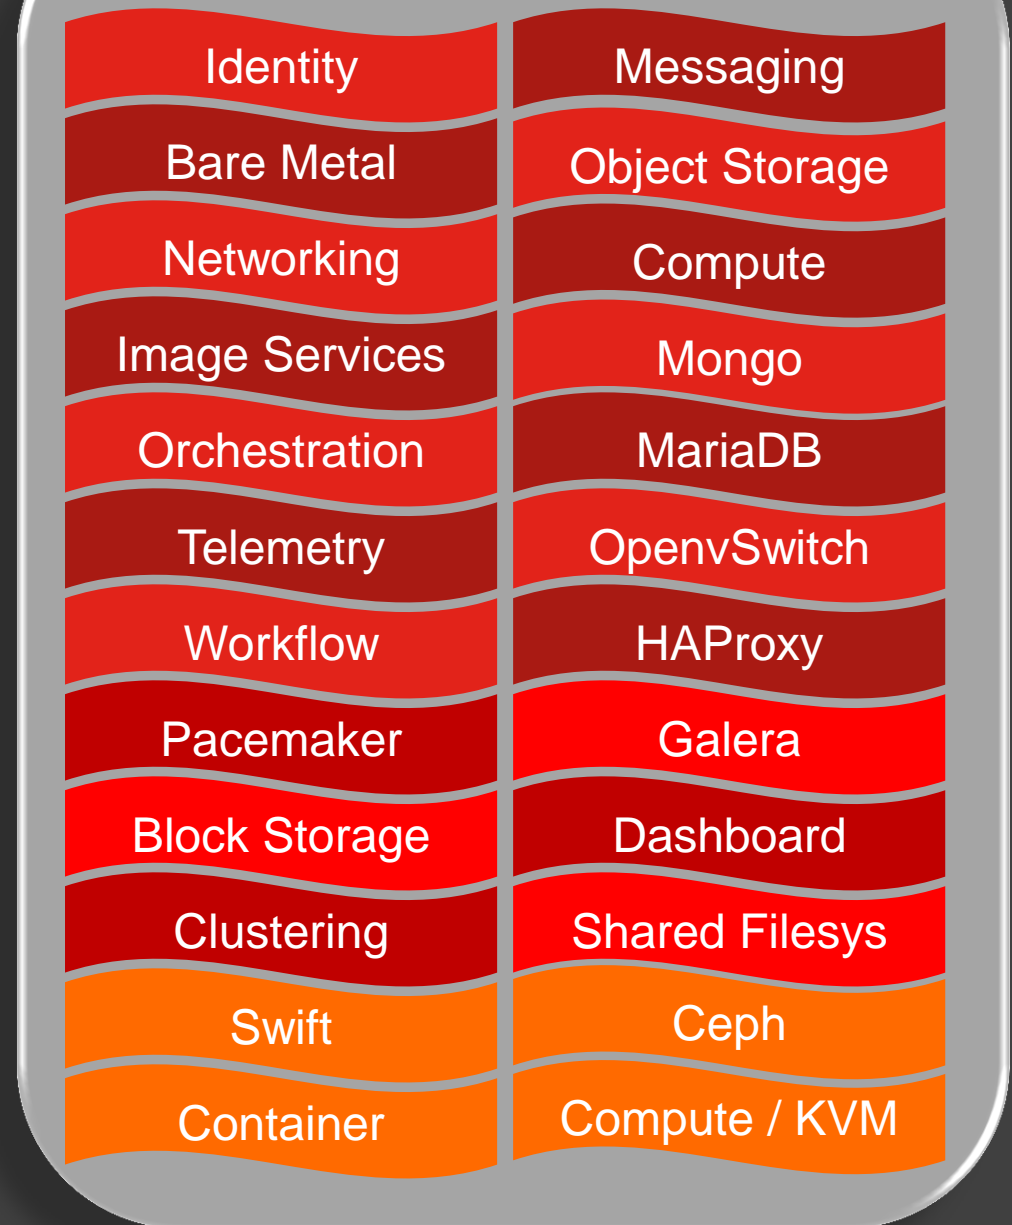 Identity
Messaging
Bare Metal
Object Storage
Networking
Compute
Image Services
Mongo
Orchestration
MariaDB
Telemetry
OpenvSwitch
Workflow
HAProxy
Pacemaker
Galera
Block Storage
Dashboard
Clustering
Shared Filesys
Swift
Ceph
Container
Compute / KVM